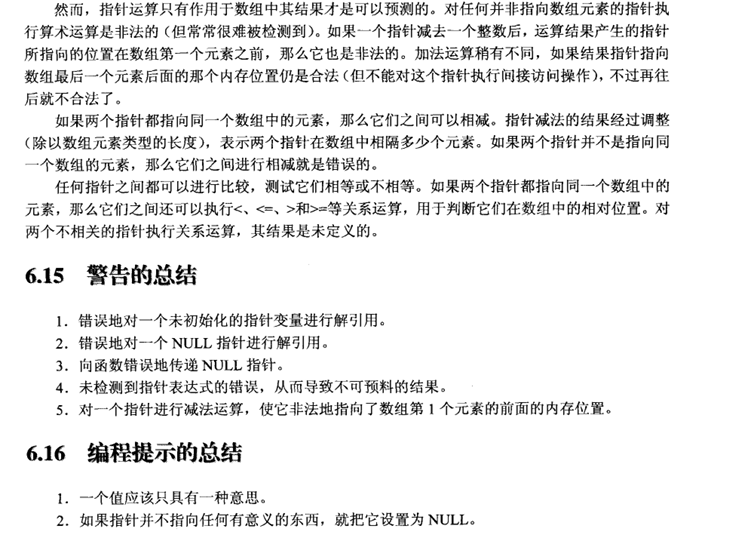 然而，指针运算只有作用于数组中其结果才是可以预测的。对任何并非指向数组元素的指针执
行算术运算是非法的（但常常很难被检测到）。如果一个指针减去一个整数后，运算结果产生的指针
所指向的位置在数组第一个元素之前，那么它也是非法的。加法运算稍有不同，如果结果指针指向
数组最后一个元素后面的那个内存位置仍是合法（但不能对这个指针执行间接访问操作），不过再往
后就不合法了。
如果两个指针都指向同一个数组中的元素，那么它们之间可以相减。指针减法的结果经过调整
（除以数组元素类型的长度），表示两个指针在数组中相隔多少个元素。如果两个指针并不是指向同
一个数组的元素，那么它们之间进行相减就是错误的。
任何指针之间都可以进行比较，测试它们相等或不相等。如果两个指针都指向同一个数组中的
元素，那么它们之间还可以执行<、<=、>和>=等关系运算，用于判断它们在数组中的相对位置。对
两个不相关的指针执行关系运算，其结果是未定义的。
6.15 警告的总结
1．错误地对一个未初始化的指针变量进行解引用。
2．错误地对一个 NULL 指针进行解引用。
3．向函数错误地传递 NULL 指针。
4．未检测到指针表达式的错误，从而导致不可预料的结果。
5．对一个指针进行减法运算，使它非法地指向了数组第 1 个元素的前面的内存位置。
6.16 编程提示的总结
1．一个值应该只具有一种意思。
2．如果指针并不指向任何有意义的东西，就把它设置为 NULL。